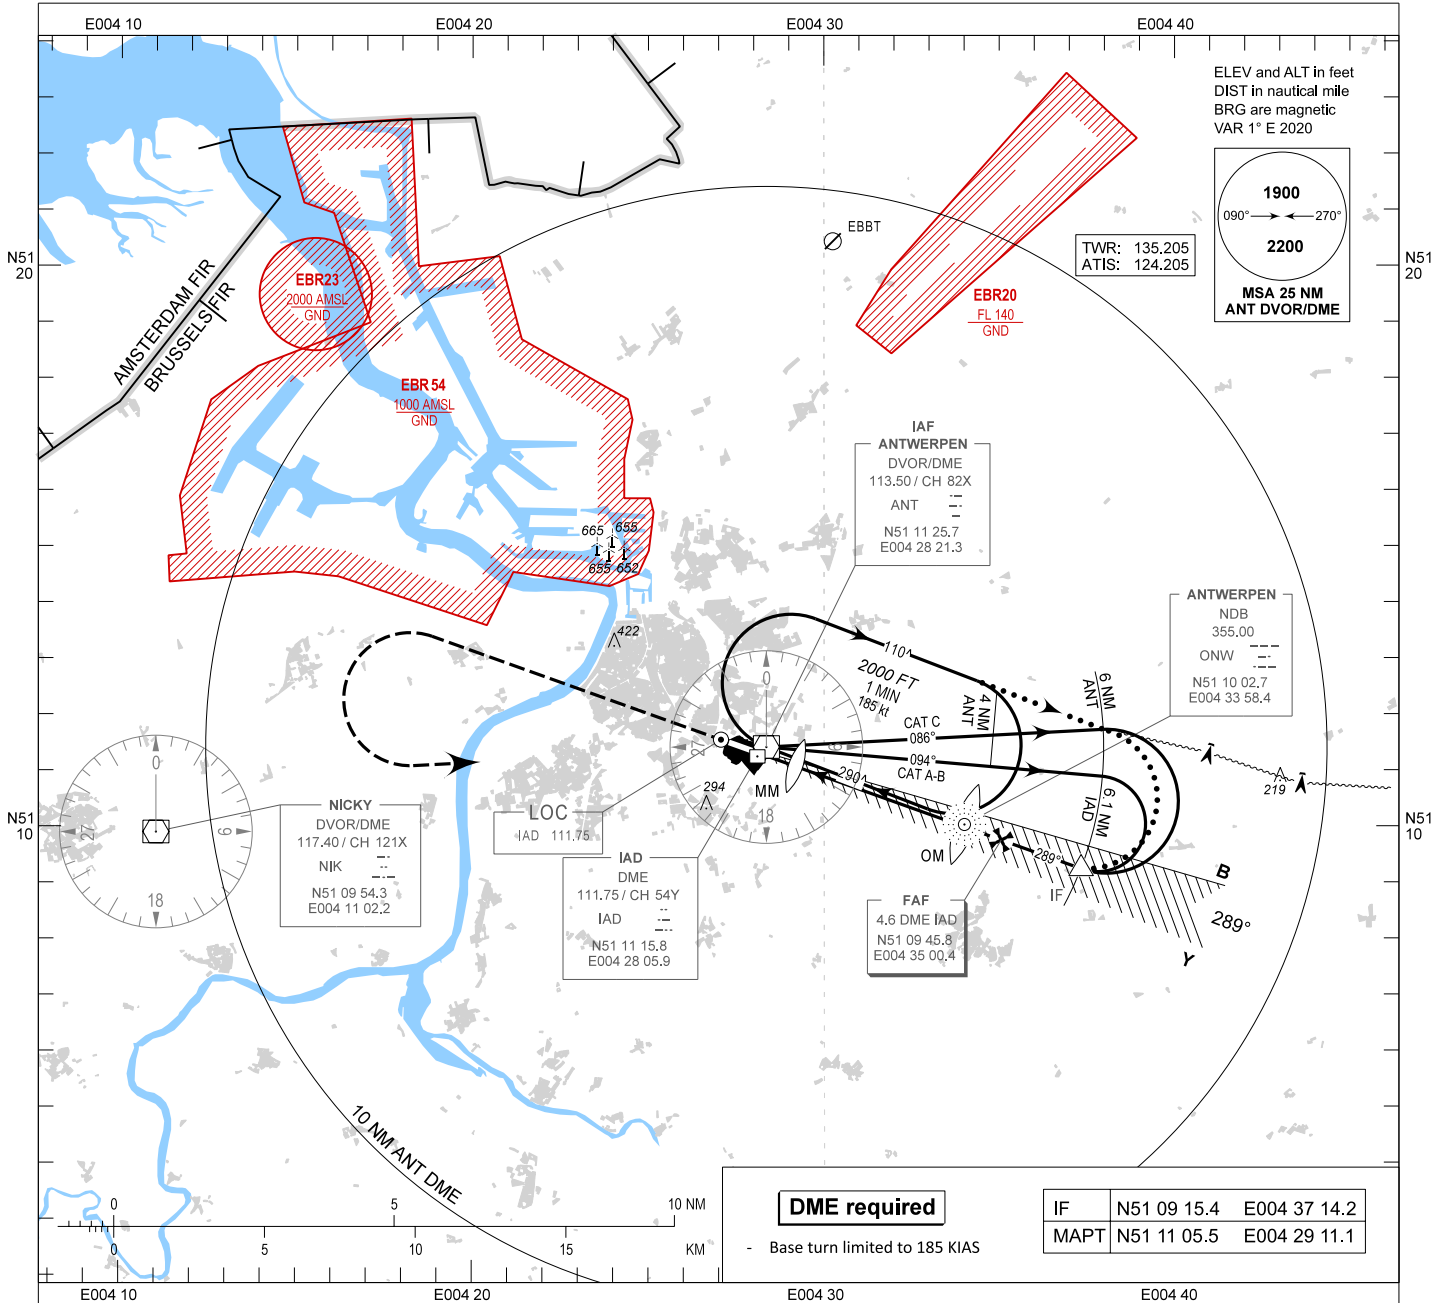 E004 10
E004 20
E004 30
E004 40
ELEV and ALT in feet
DIST in nautical mile
BRG are magnetic
VAR 1° E 2020
1900
090°
270°
2200
MSA 25 NM
ANT DVOR/DME
TWR: 135.205
ATIS: 124.205
EBBT
N51
20
N51
20
AMSTERDAM FIR
BRUSSELS FIR
EBR23
2000 AMSL
GND
EBR20
FL 140
GND
EBR54
1000 AMSL
GND
IAF
ANTWERPEN
DVOR/DME
113.50 / CH 82X
ANT
N51 11 25.7
E004 28 21.3
665
655
655
652
422
ANTWERPEN
NDB
355.00
ONW
N51 10 02.7
E004 33 58.4
110^
2000 FT
1 MIN
185 kt
4 NM
ANT
6 NM
ANT
CAT C
086°
094°
CAT A-B
290^
6.1 NM
IAD
0
9
18
27
MM
294
219
OM
289°
IF
B
289°
Y
0
9
18
27
NICKY
DVOR/DME
117.40 / CH 121X
NIK
N51 09 54.3
E004 11 02.2
LOC
IAD 111.75
IAD
DME
111.75 / CH 54Y
IAD
N51 11 15.8
E004 28 05.9
FAF
4.6 DME IAD
N51 09 45.8
E004 35 00.4
N51
10
N51
10
10 NM ANT DME
0
5
10 NM
0
5
10
15
KM
DME required
- Base turn limited to 185 KIAS
IF N51 09 15.4 E004 37 14.2
MAPT N51 11 05.5 E004 29 11.1
E004 10
E004 20
E004 30
E004 40